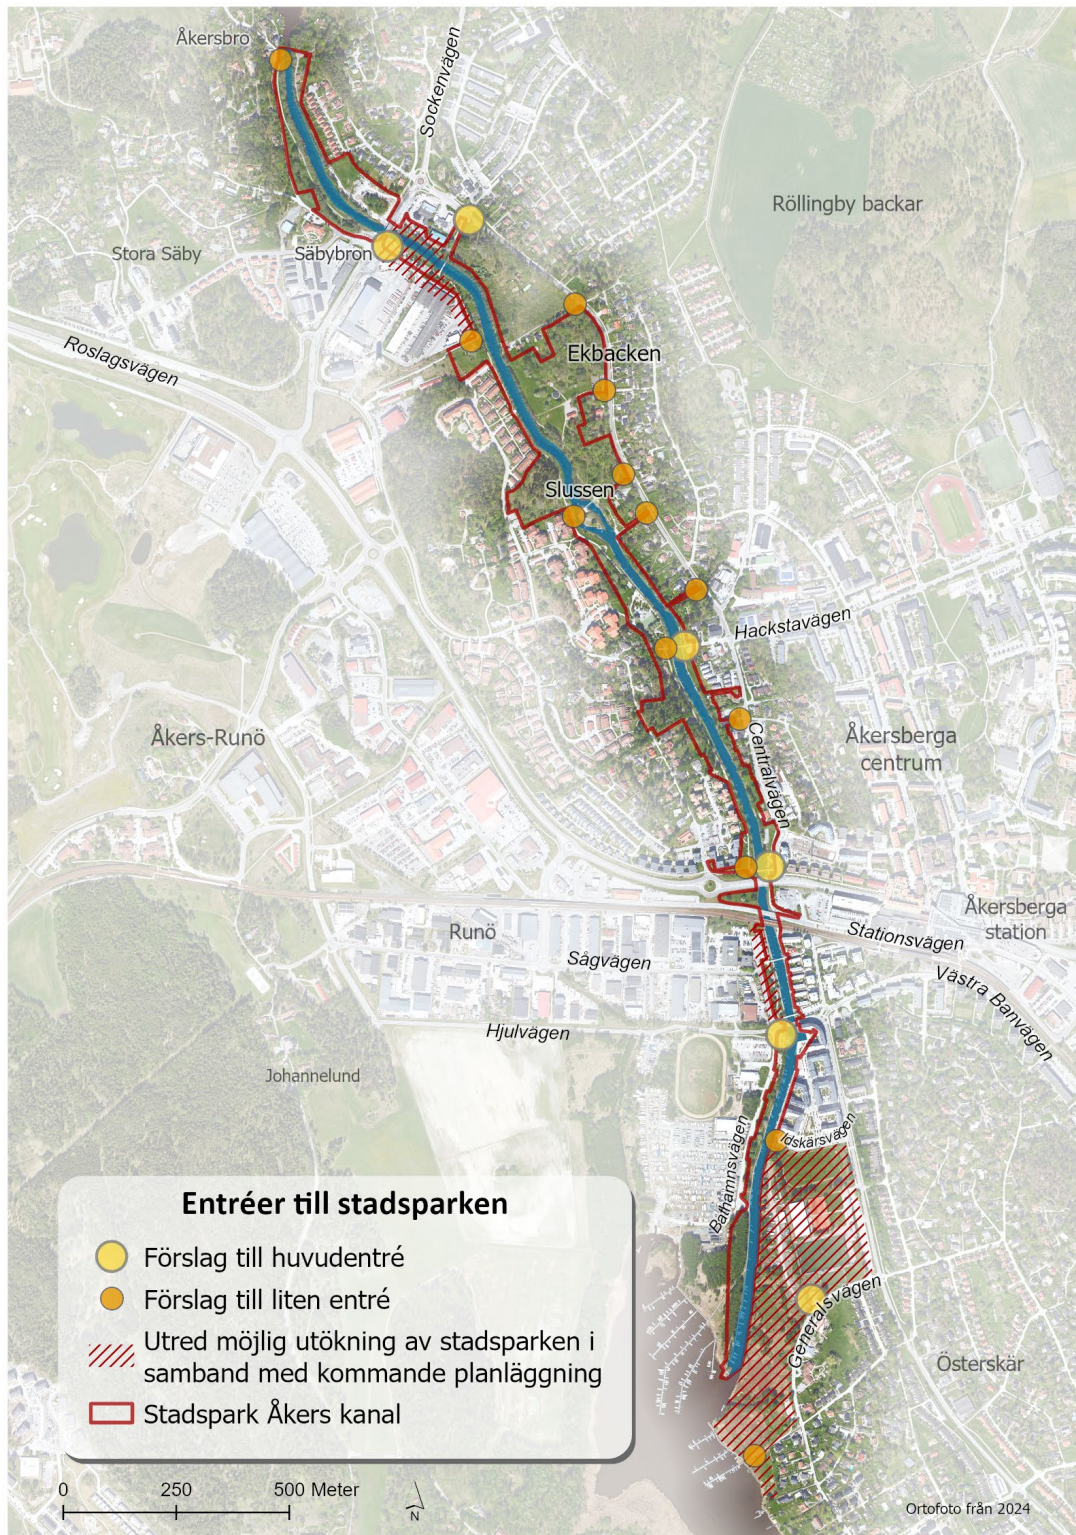 Åkersbro
Sockenvägen
Röllingby backar
Stora Säby
Säbybron
Roslagsvägen
Ekbacken
Slussen
Hackstavägen
Åkers-Runö
Centralvägen
Åkersberga
centrum
Åkersberga
station
Runö
Stationsvägen
Sågvägen
Västra Banvägen
Hjulvägen
Johannelund
Idskärsvägen
Båthamnsvägen
Generalsvägen
Österskär
Entréer till stadsparken
Förslag till huvudentré
Förslag till liten entré
Utred möjlig utökning av stadsparken i
samband med kommande planläggning
Stadspark Åkers kanal
0 250 500 Meter
N
Ortofoto från 2024